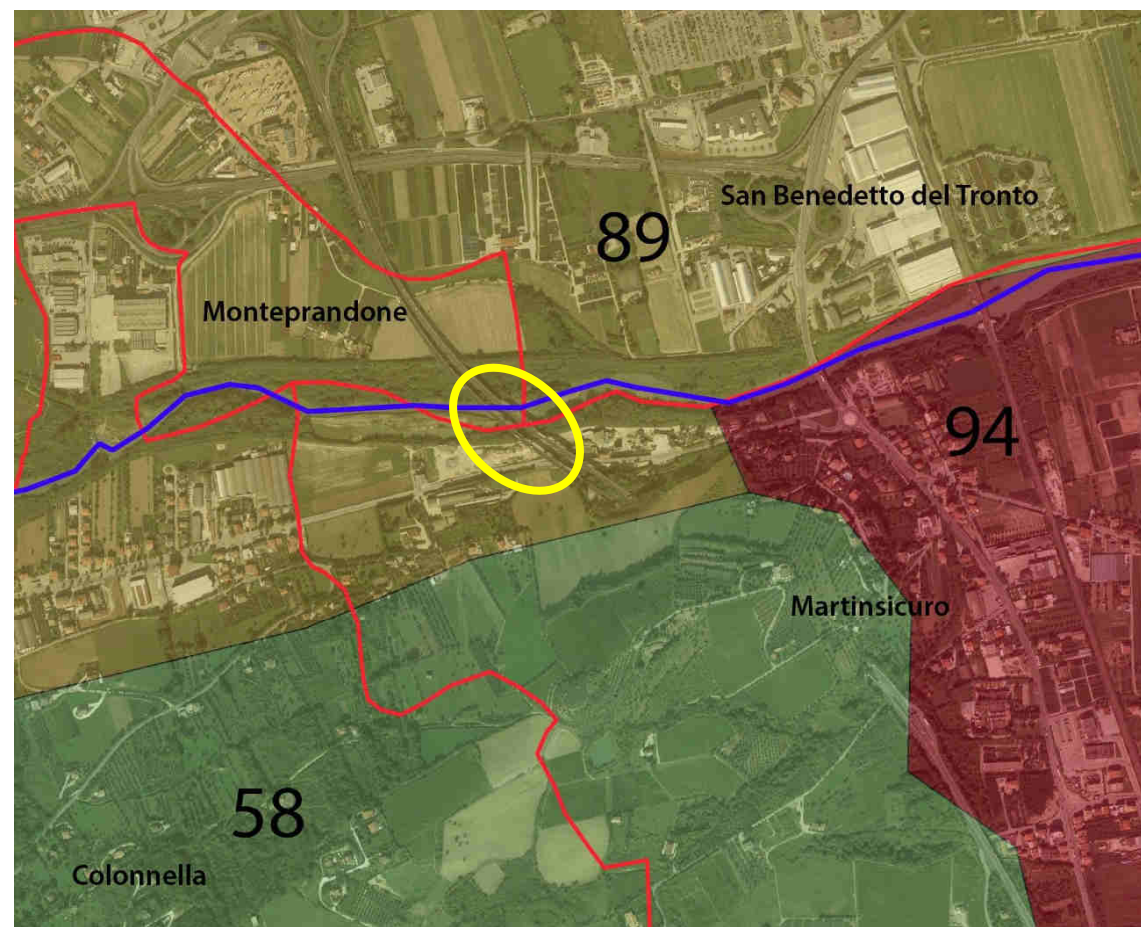 San Benedetto del Tronto
89
Monteprandone
94
Martinsicuro
58
Colonnella